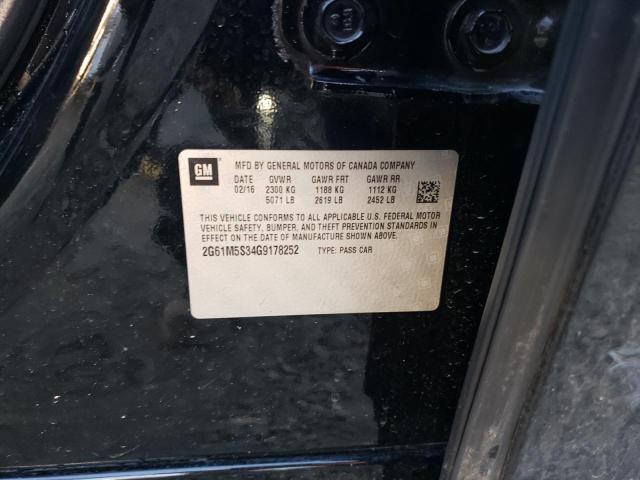 GM
MFD BY GENERAL MOTORS OF CANADA COMPANY
DATE GVWR GAWR FRT GAWR RR
02/16 2300 KG 1188 KG 1112 KG
5071 LB 2619 LB 2452 LB
THIS VEHICLE CONFORMS TO ALL APPLICABLE U.S. FEDERAL MOTOR
VEHICLE SAFETY, BUMPER, AND THEFT PREVENTION STANDARDS
IN EFFECT ON THE DATE OF MANUFACTURE SHOWN ABOVE.
2G61M5S34G9178252 TYPE: PASS CAR